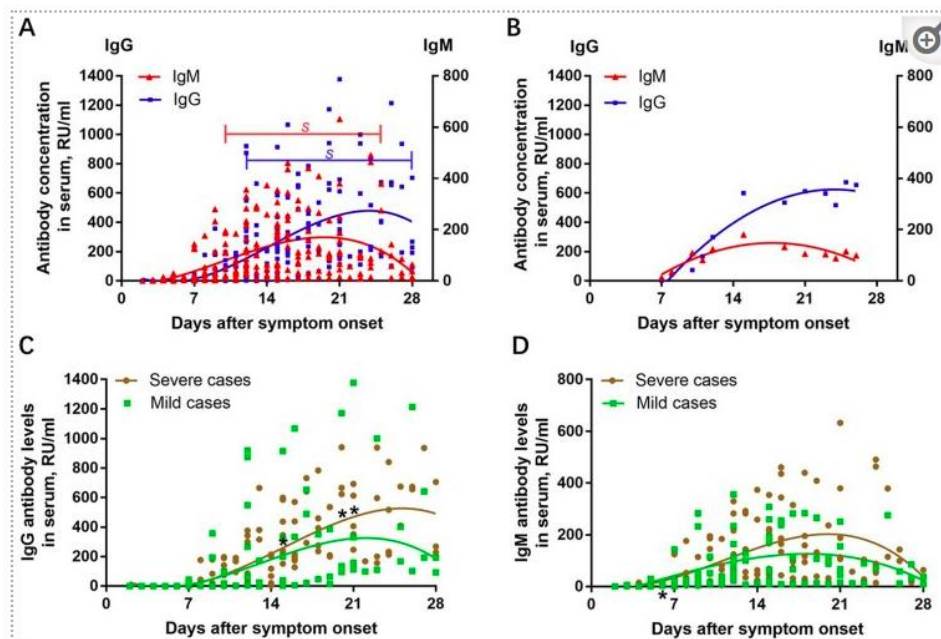 A
IgG
IgM
Antibody concentration
in serum, RU/ml
1400
1200
1000
800
600
400
200
0
800
600
400
200
0
IgM
IgG
S
S
0
7
14
21
28
Days after symptom onset
B
IgG
IgM
Antibody concentration
in serum, RU/ml
1400
1200
1000
800
600
400
200
0
800
600
400
200
0
IgM
IgG
0
7
14
21
28
Days after symptom onset
C
IgG antibody levels
in serum, RU/ml
1400
1200
1000
800
600
400
200
0
Severe cases
Mild cases
*
* *
0
7
14
21
28
Days after symptom onset
D
IgM antibody levels
in serum, RU/ml
800
600
400
200
0
Severe cases
Mild cases
*
0
7
14
21
28
Days after symptom onset